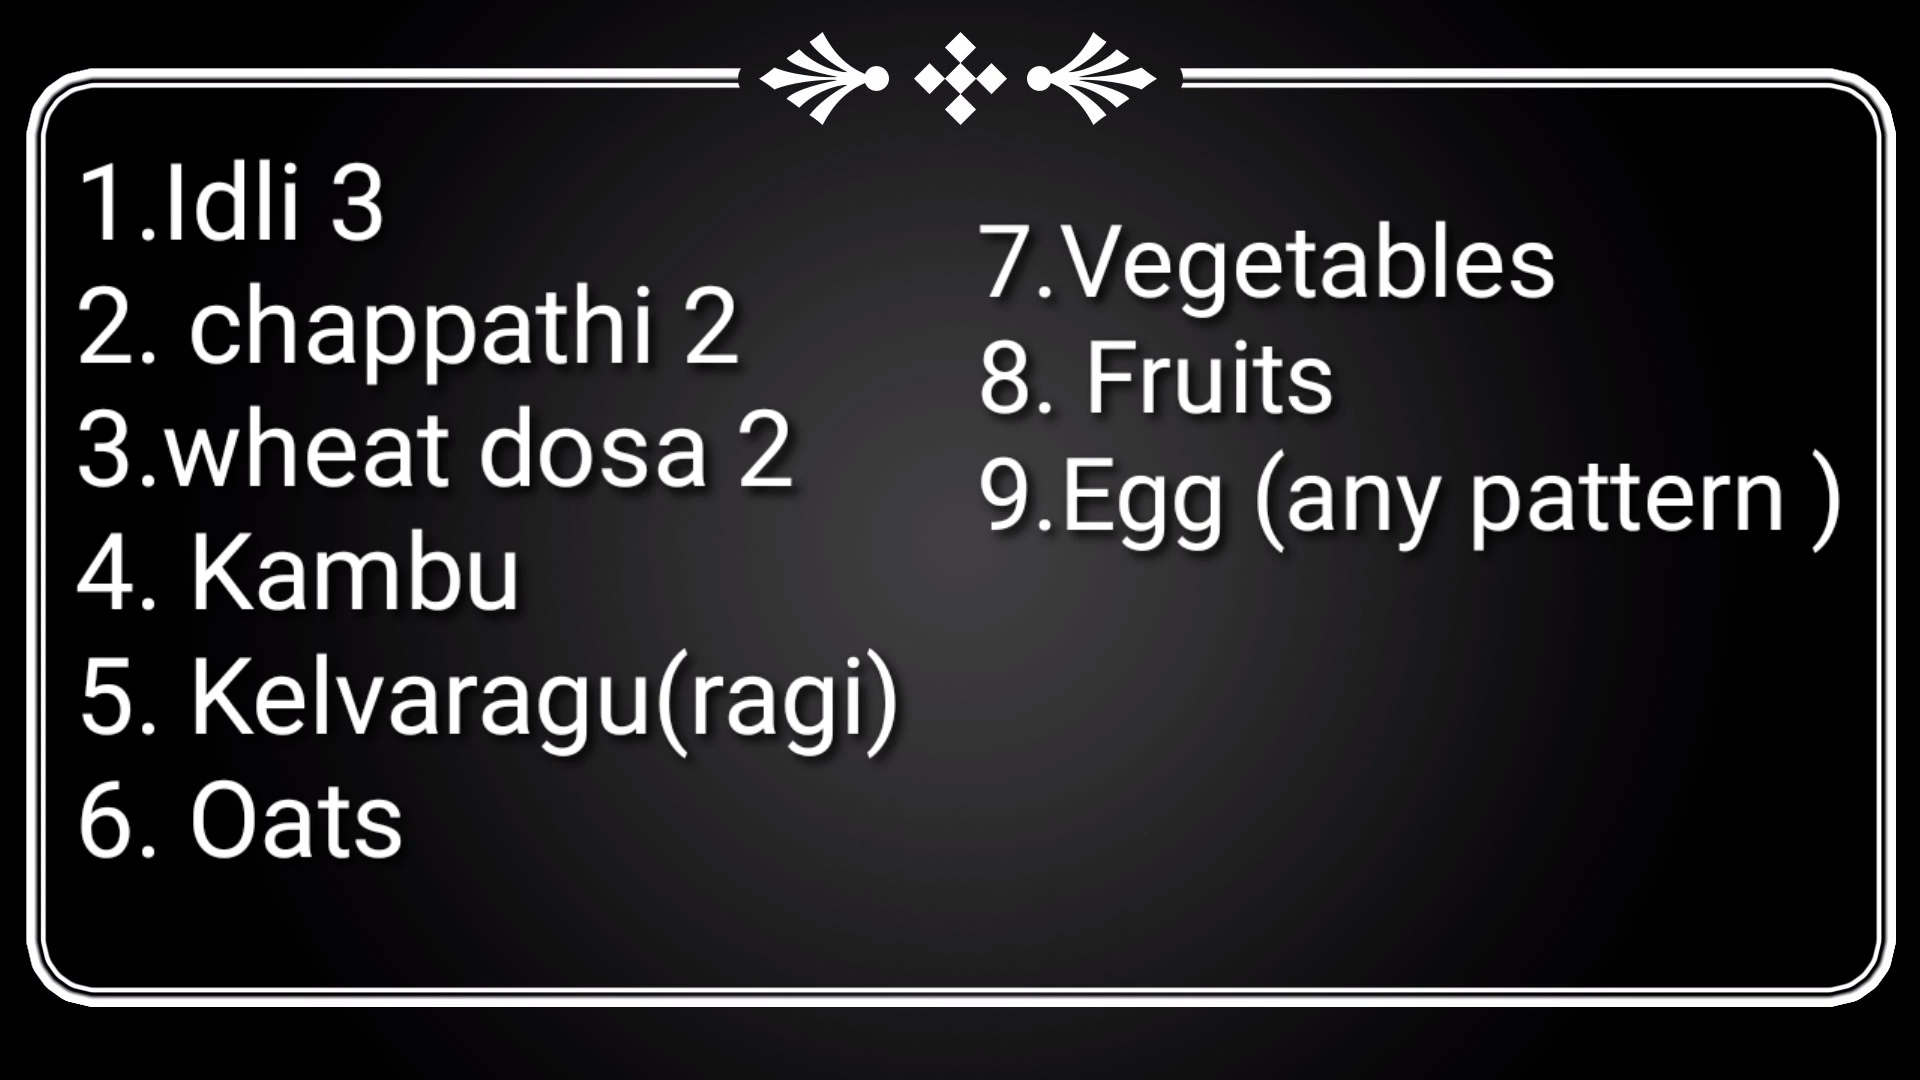 1.Idli 3
2. chappathi 2
3.wheat dosa 2
4. Kambu
5. Kelvaragu(ragi)
6. Oats
7.Vegetables
8. Fruits
9.Egg (any pattern )